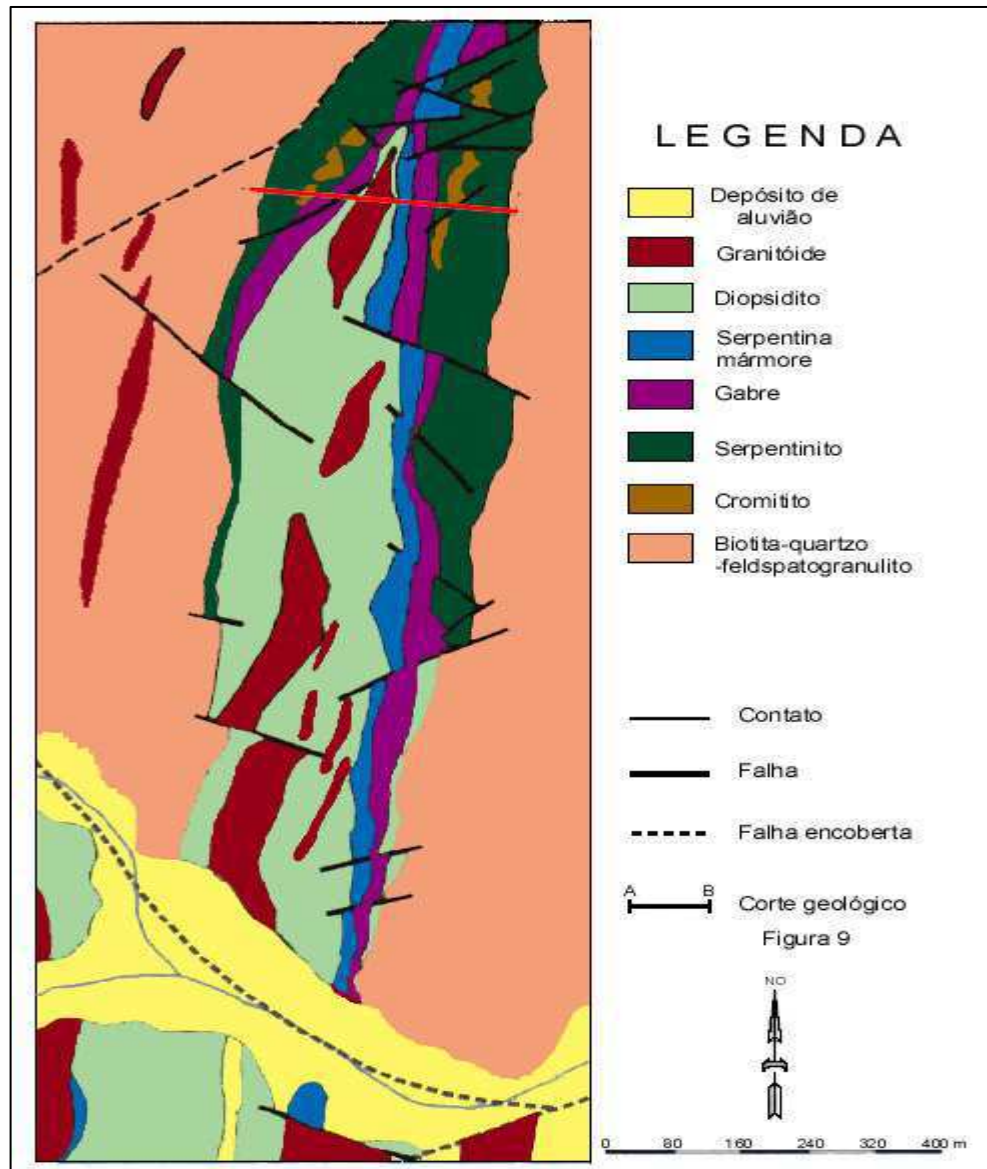 LEGENDA
Depósito de
aluvião
Granitóide
Diopsidito
Serpentina
mármore
Gabre
Serpentinito
Cromitito
Biotita-quartzo
-feldspatogranulito
Contato
Falha
Falha encoberta
A B
Corte geológico
Figura 9
NO
0 80 160 240 320 400 m